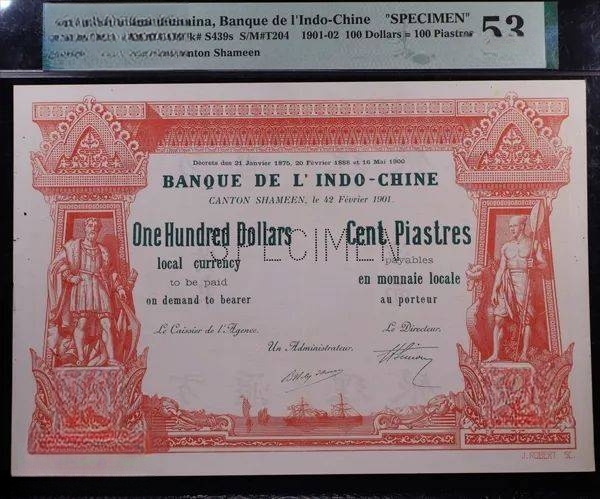 Banque de l'Indo-Chine "SPECIMEN" 53
k# S439s S/M#T204 1901-02 100 Dollars = 100 Piastres
Canton Shameen
Décrets des 21 Janvier 1875, 20 Février 1888 et 16 Mai 1900
BANQUE DE L'INDO-CHINE
CANTON SHAMEEN, le 42 Février 1901.
One Hundred Dollars Cent Piastres
SPECIMEN
local currency payables
to be paid en monnaie locale
on demand to bearer au porteur
Le Caissier de l'Agence. Le Directeur.
Un Administrateur.
J. ROBERT SC.